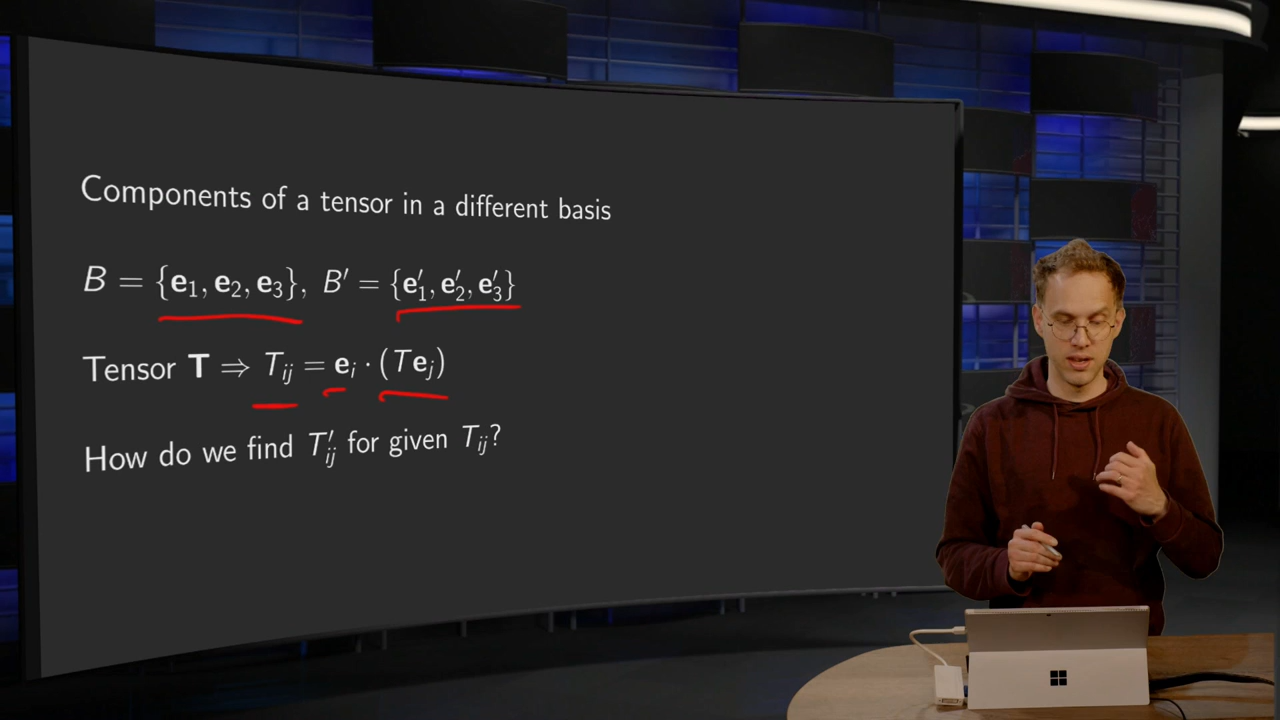 Components of a tensor in a different basis
B = {e₁, e₂, e₃}, B′ = {e′₁, e′₂, e′₃}
Tensor T ⇒ Tᵢⱼ = eᵢ · (Teⱼ)
How do we find T′ᵢⱼ for given Tᵢⱼ?